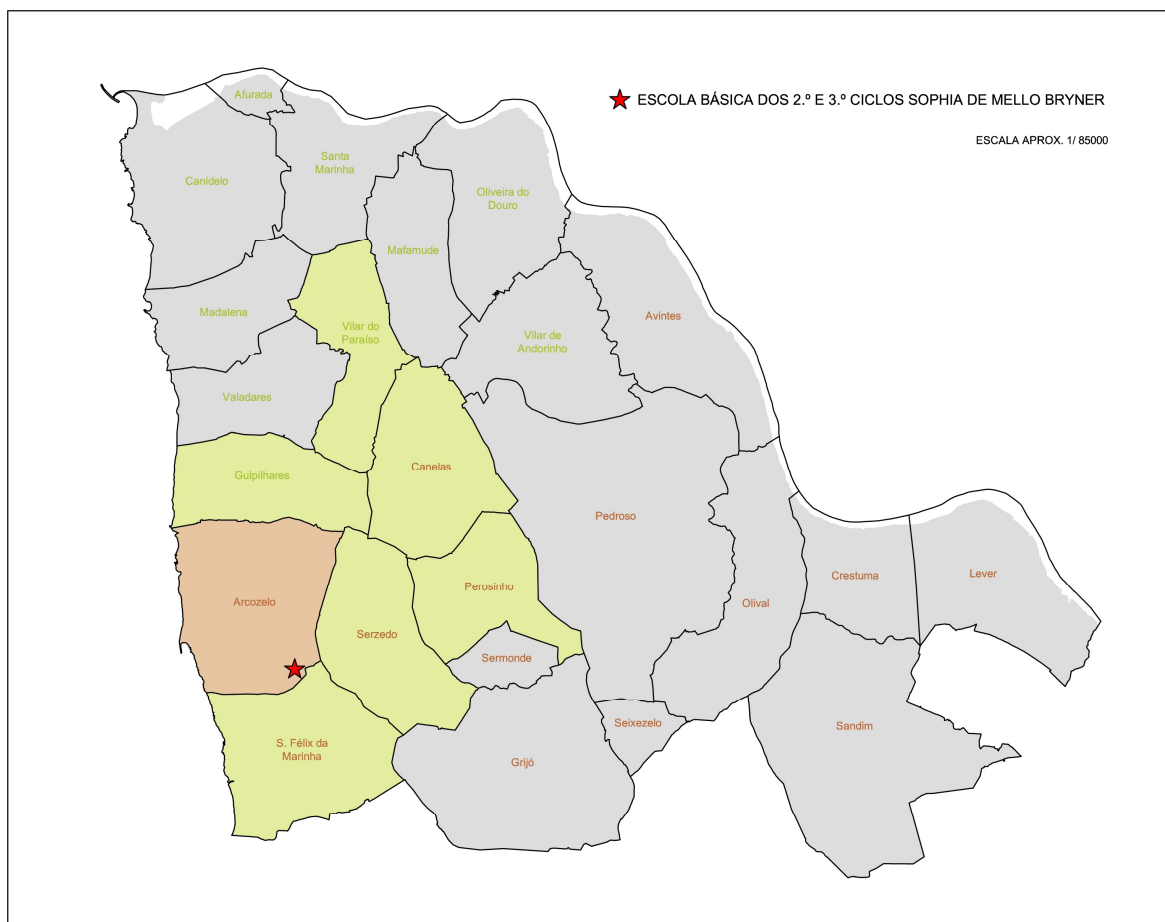 ESCOLA BÁSICA DOS 2.º E 3.º CICLOS SOPHIA DE MELLO BRYNER
ESCALA APROX. 1/ 85000
Afurada
Canidelo
Santa
Marinha
Oliveira do
Douro
Mafamude
Madalena
Vilar do
Paraíso
Vilar de
Andorinho
Avintes
Valadares
Gulpilhares
Canelas
Pedroso
Arcozelo
Serzedo
Perosinho
Sermonde
Olival
Crestuma
Lever
S. Félix da
Marinha
Grijó
Seixezelo
Sandim